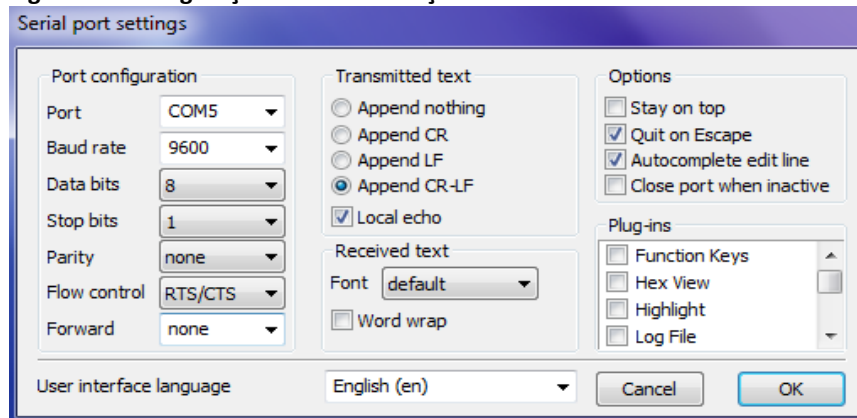 Serial port settings
Port configuration
Port COM5
Baud rate 9600
Data bits 8
Stop bits 1
Parity none
Flow control RTS/CTS
Forward none
Transmitted text
Append nothing
Append CR
Append LF
Append CR-LF
Local echo
Received text
Font default
Word wrap
Options
Stay on top
Quit on Escape
Autocomplete edit line
Close port when inactive
Plug-ins
Function Keys
Hex View
Highlight
Log File
User interface language English (en)
Cancel OK